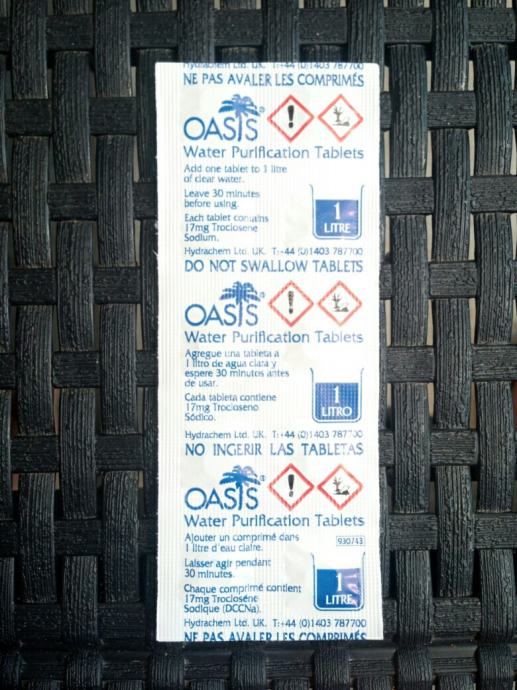 Hydrachem Ltd. UK. T:+44 (0)1403 787700
NE PAS AVALER LES COMPRIMÉS
OASIS®
Water Purification Tablets
Add one tablet to 1 litre
of clear water.
Leave 30 minutes
before using.
Each tablet contains
17mg Troclosene
Sodium.
1
LITRE
Hydrachem Ltd. UK. T:+44 (0)1403 787700
DO NOT SWALLOW TABLETS
OASIS®
Water Purification Tablets
Agregue una tableta a
1 litro de agua clara y
espere 30 minutos antes
de usar.
Cada tableta contiene
17mg Trocloseno
Sódico.
1
LITRO
Hydrachem Ltd. UK. T:+44 (0)1403 787700
NO INGERIR LAS TABLETAS
OASIS®
Water Purification Tablets
Ajouter un comprimé dans
1 litre d'eau claire.
930743
Laisser agir pendant
30 minutes.
Chaque comprimé contient
17mg Troclosène
Sodique (DCCNa).
1
LITRE
Hydrachem Ltd. UK. T:+44 (0)1403 787700
NE PAS AVALER LES COMPRIMÉS